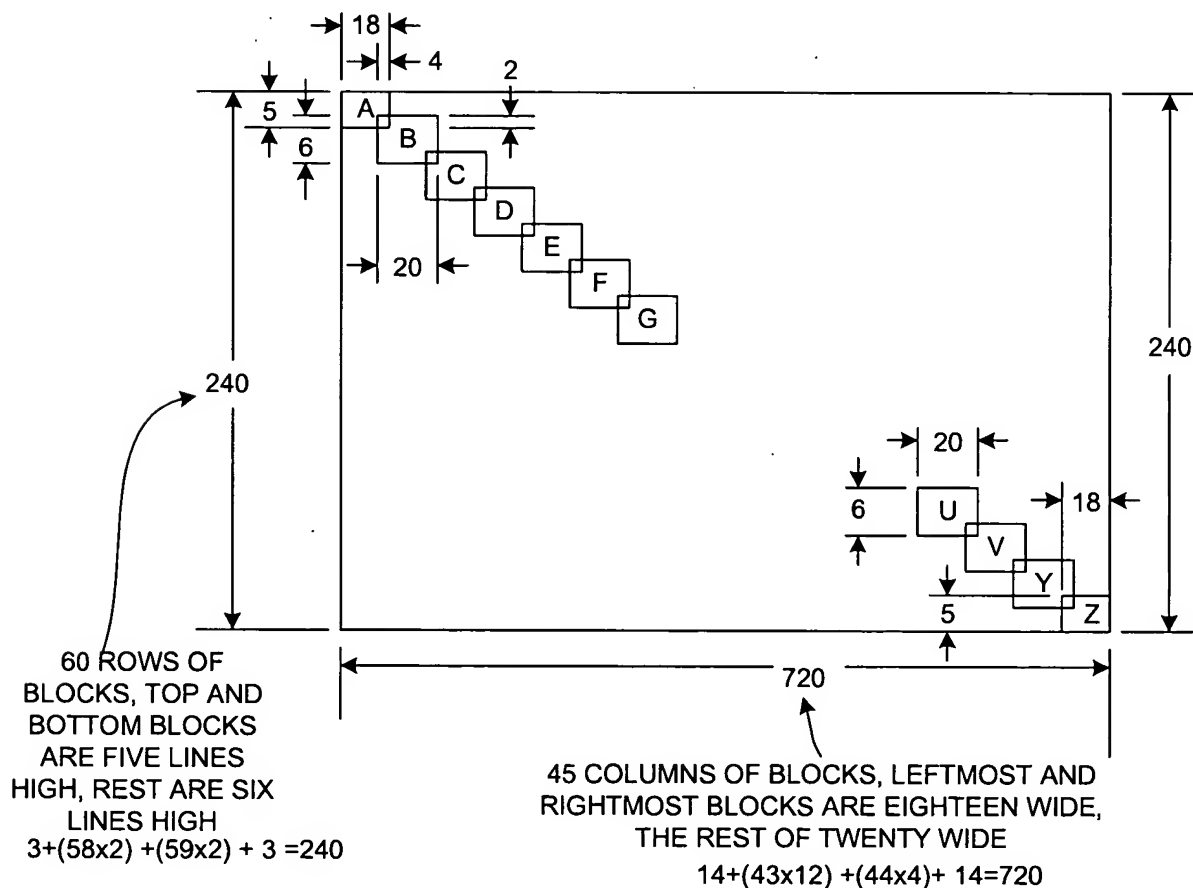 18
4
2
5
A
B
6
C
D
20
E
F
G
240
240
20
6
U
18
V
Y
5
Z
720
60 ROWS OF
BLOCKS, TOP AND
BOTTOM BLOCKS
ARE FIVE LINES
HIGH, REST ARE SIX
LINES HIGH
3+(58x2) +(59x2) + 3 =240
45 COLUMNS OF BLOCKS, LEFTMOST AND
RIGHTMOST BLOCKS ARE EIGHTEEN WIDE,
THE REST OF TWENTY WIDE
14+(43x12) +(44x4)+ 14=720